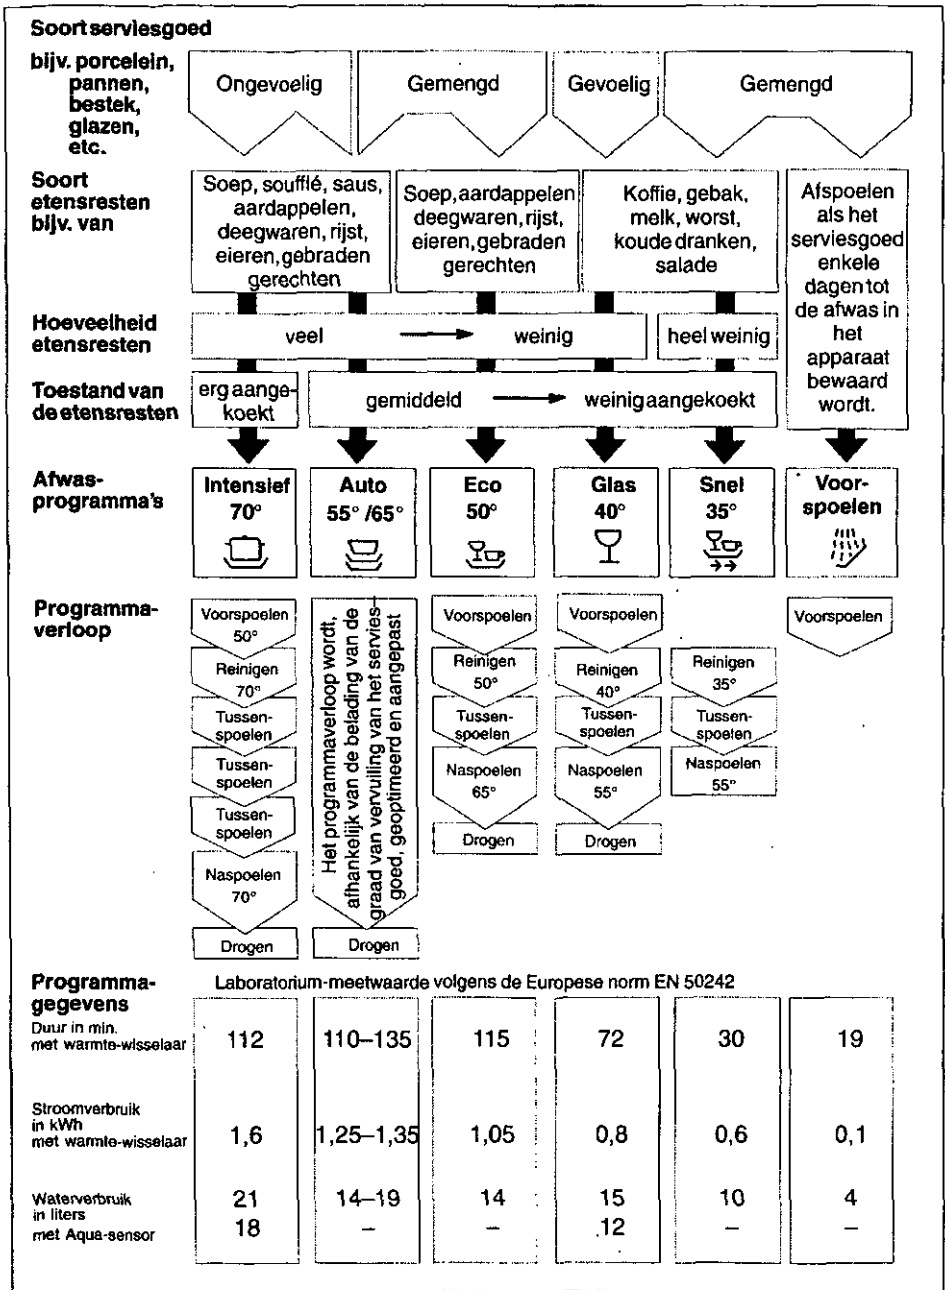 Soort serviesgoed
bijv. porcelein,
pannen,
bestek,
glazen,
etc.
Ongevoelig
Gemengd
Gevoelig
Gemengd
Soort
etensresten
bijv. van
Soep, soufflé, saus,
aardappelen,
deegwaren, rijst,
eieren, gebraden
gerechten
Soep, aardappelen
deegwaren, rijst,
eieren, gebraden
gerechten
Koffie, gebak,
melk, worst,
koude dranken,
salade
Afspoelen
als het
serviesgoed
enkele
dagen tot
de afwas in
het
apparaat
bewaard
wordt.
Hoeveelheid
etensresten
veel → weinig
heel weinig
Toestand van
de etensresten
erg aange-
koekt
gemiddeld → weinig aangekoekt
Afwas-
programma's
Intensief
70°
Auto
55° /65°
Eco
50°
Glas
40°
Snel
35°
Voor-
spoelen
Programma-
verloop
Voorspoelen
50°
Reinigen
70°
Tussen-
spoelen
Tussen-
spoelen
Tussen-
spoelen
Naspoelen
70°
Drogen
Het programmaverloop wordt,
afhankelijk van de belading van de
graad van vervuiling van het servies-
goed, geoptimeerd en aangepast
Drogen
Voorspoelen
Reinigen
50°
Tussen-
spoelen
Naspoelen
65°
Drogen
Voorspoelen
Reinigen
40°
Tussen-
spoelen
Naspoelen
55°
Drogen
Reinigen
35°
Tussen-
spoelen
Naspoelen
55°
Voorspoelen
Programma-
gegevens
Laboratorium-meetwaarde volgens de Europese norm EN 50242
Duur in min.
met warmte-wisselaar
112 110–135 115 72 30 19
Stroomverbruik
in kWh
met warmte-wisselaar
1,6 1,25–1,35 1,05 0,8 0,6 0,1
Waterverbruik
in liters
21 14–19 14 15 10 4
met Aqua-sensor
18 – – 12 – –